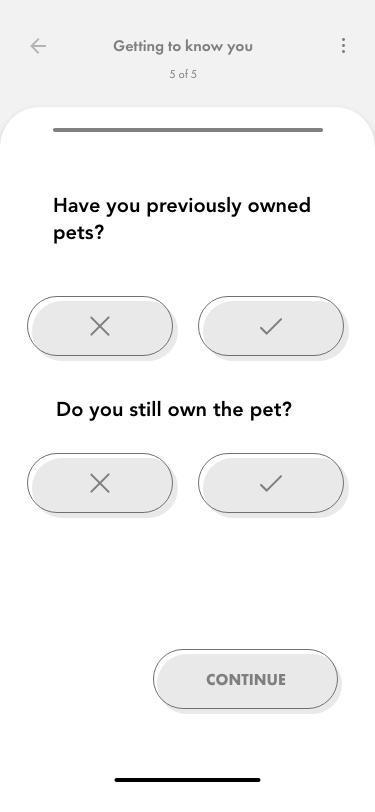 Getting to know you
5 of 5
Have you previously owned
pets?
Do you still own the pet?
CONTINUE